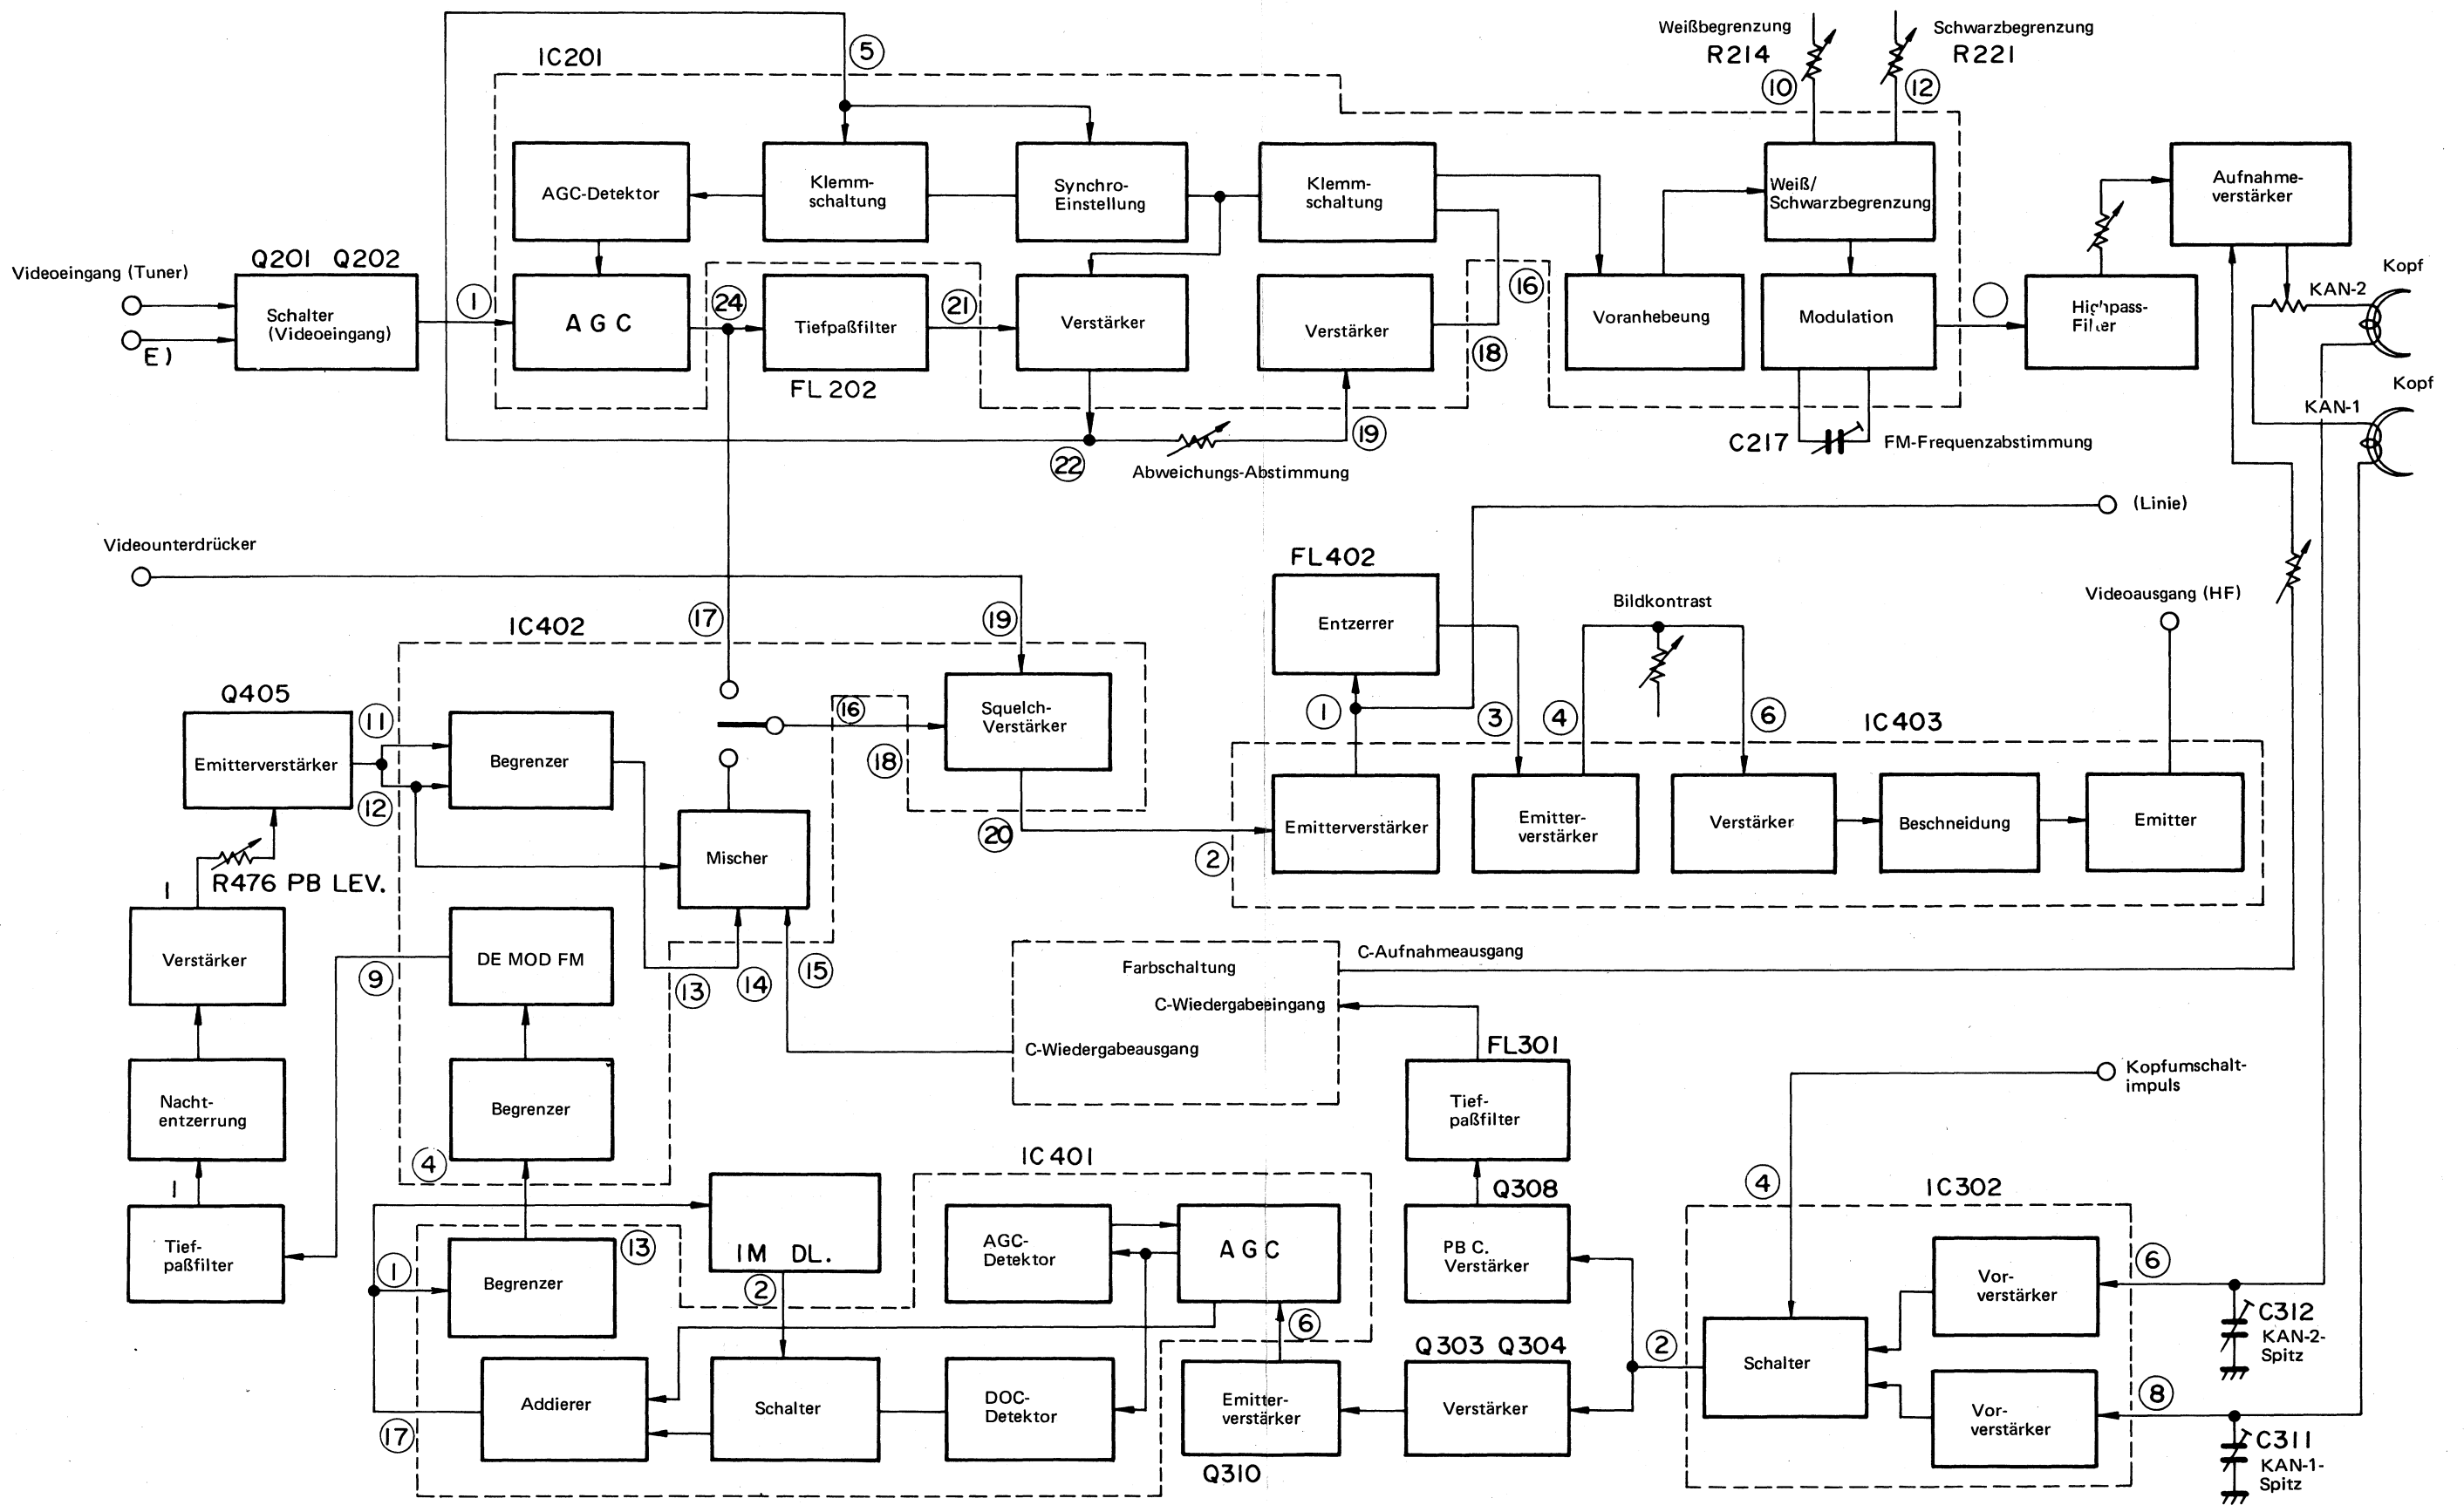 IC201
5
Weißbegrenzung
R214
10
Schwarzbegrenzung
R221
12
AGC-Detektor
Klemm-
schaltung
Synchro-
Einstellung
Klemm-
schaltung
Weiß/
Schwarzbegrenzung
Aufnahme-
verstärker
Videoeingang (Tuner)
E)
Q201 Q202
Schalter
(Videoeingang)
1
AGC
24
Tiefpaßfilter
FL202
21
Verstärker
Verstärker
16
18
Voranhebeung
Modulation
Highpass-
Filter
KAN-2
Kopf
KAN-1
Kopf
22
Abweichungs-Abstimmung
19
C217
FM-Frequenzabstimmung
(Linie)
Videounterdrücker
17
19
IC402
FL402
Entzerrer
Bildkontrast
Videoausgang (HF)
Q405
Emitterverstärker
11
12
Begrenzer
16
18
Squelch-
Verstärker
20
1
3
4
6
IC403
2
Emitterverstärker
Emitter-
verstärker
Verstärker
Beschneidung
Emitter
Mischer
R476 PB LEV.
I
Verstärker
9
DE MOD FM
13
14
15
Farbschaltung
C-Aufnahmeausgang
C-Wiedergabeeingang
C-Wiedergabeausgang
Nacht-
entzerrung
Begrenzer
4
FL301
Tief-
paßfilter
Kopfumschalt-
impuls
I
Tief-
paßfilter
1
Begrenzer
13
IM DL.
2
IC401
AGC-
Detektor
AGC
6
Q308
PB C.
Verstärker
4
IC302
Vor-
verstärker
6
C312
KAN-2-
Spitz
17
Addierer
Schalter
DOC-
Detektor
Emitter-
verstärker
Q310
Q303 Q304
Verstärker
2
Schalter
Vor-
verstärker
8
C311
KAN-1-
Spitz